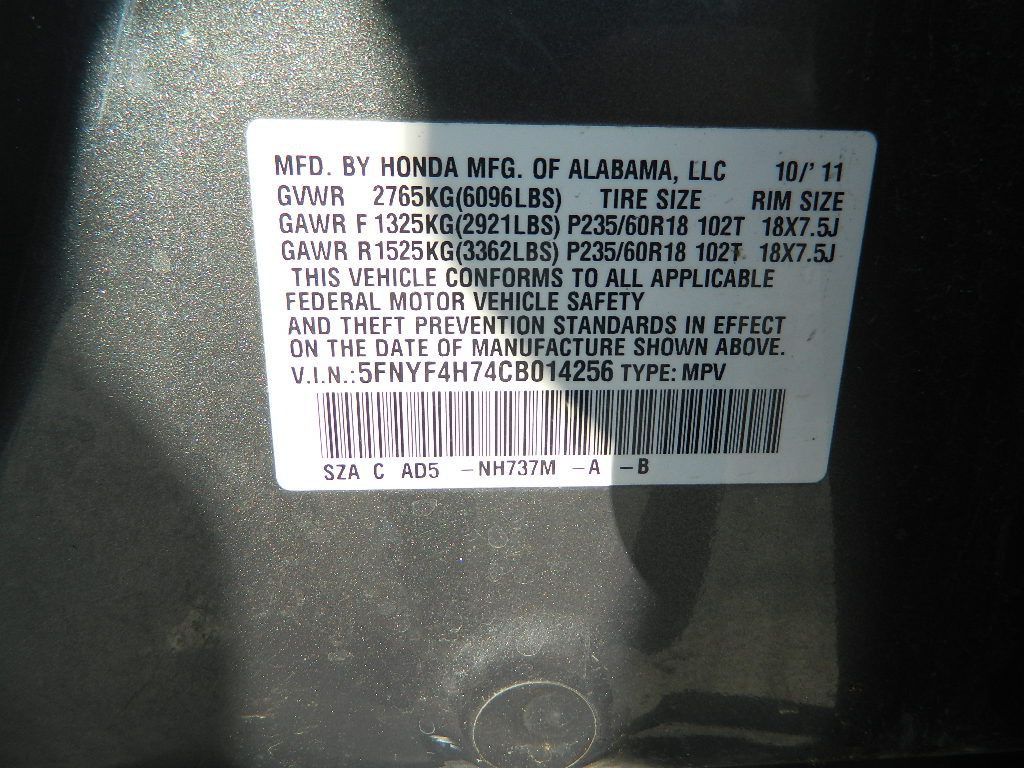 MFD. BY HONDA MFG. OF ALABAMA, LLC 10/'11
GVWR 2765KG(6096LBS) TIRE SIZE RIM SIZE
GAWR F 1325KG(2921LBS) P235/60R18 102T 18X7.5J
GAWR R1525KG(3362LBS) P235/60R18 102T 18X7.5J
THIS VEHICLE CONFORMS TO ALL APPLICABLE
FEDERAL MOTOR VEHICLE SAFETY
AND THEFT PREVENTION STANDARDS IN EFFECT
ON THE DATE OF MANUFACTURE SHOWN ABOVE.
V.I.N.:5FNYF4H74CB014256 TYPE: MPV
SZA C AD5 -NH737M -A -B